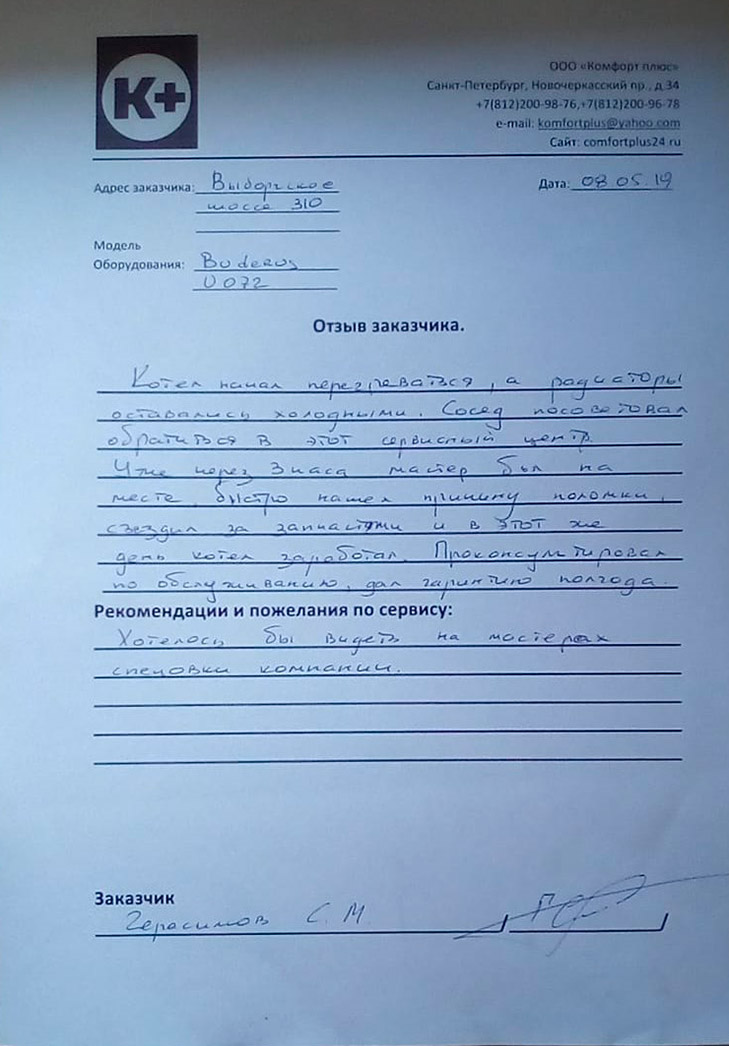 К+
ООО «Комфорт плюс»
Санкт-Петербург, Новочеркасский пр., д.34
+7(812)200-98-76,+7(812)200-96-78
e-mail: komfortplus@yahoo.com
Сайт: comfortplus24 ru
Адрес заказчика: Выборгское
шоссе 310
Дата: 08 05.19
Модель
Оборудования: Buderus
U072
Отзыв заказчика.
Котел начал перегреваться, а радиаторы
оставались холодными. Сосед посоветовал
обратиться в этот сервисный центр.
Уже через 3 часа мастер был на
месте, быстро нашел причину поломки,
съездил за запчастями и в этот же
день котел заработал. Проконсультировал
по обслуживанию, дал гарантию полгода.
Рекомендации и пожелания по сервису:
Хотелось бы видеть на мастерах
спецовки компании.
Заказчик
Герасимов С. М.